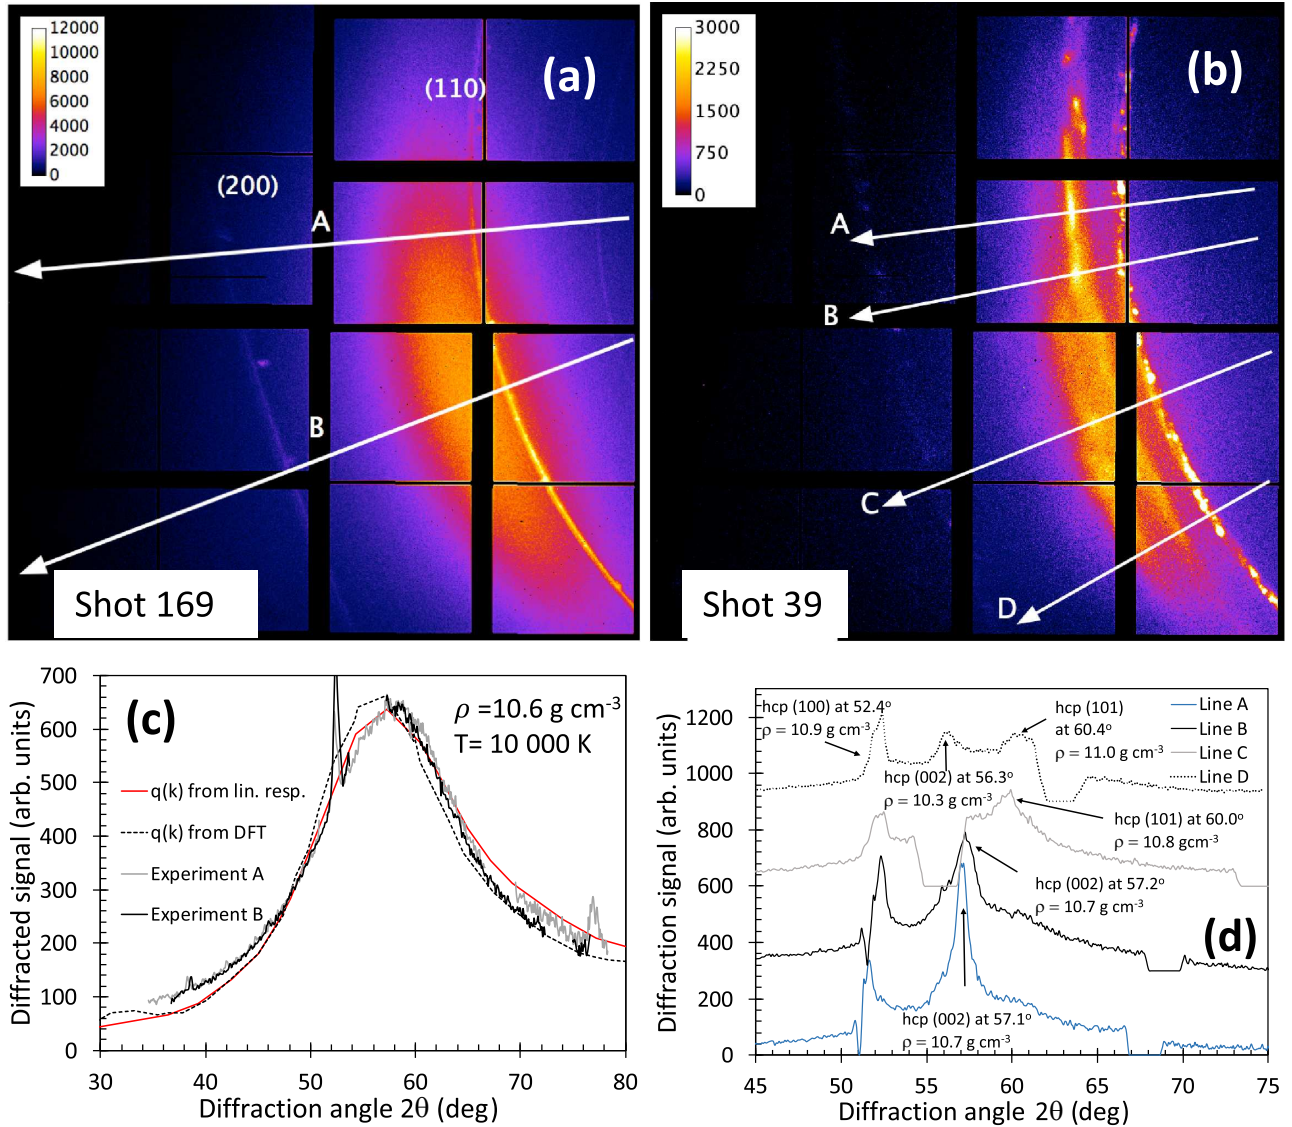 12000
10000
8000
6000
4000
2000
0
(110)
(a)
(200)
A
B
Shot 169
3000
2250
1500
750
0
(b)
A
B
C
D
Shot 39
700
600
500
400
300
200
100
0
Diffracted signal (arb. units)
(c)
ρ =10.6 g cm-3
T= 10 000 K
q(k) from lin. resp.
q(k) from DFT
Experiment A
Experiment B
30 40 50 60 70 80
Diffraction angle 2θ (deg)
1200
1000
800
600
400
200
0
Diffraction signal (arb. units)
hcp (100) at 52.4o
ρ = 10.9 g cm-3
hcp (101)
at 60.4o
ρ = 11.0 g cm-3
Line A
Line B
Line C
Line D
hcp (002) at 56.3o
ρ = 10.3 g cm-3
hcp (101) at 60.0o
ρ = 10.8 gcm-3
hcp (002) at 57.2o
ρ = 10.7 g cm-3
(d)
hcp (002) at 57.1o
ρ = 10.7 g cm-3
45 50 55 60 65 70 75
Diffraction angle 2θ (deg)